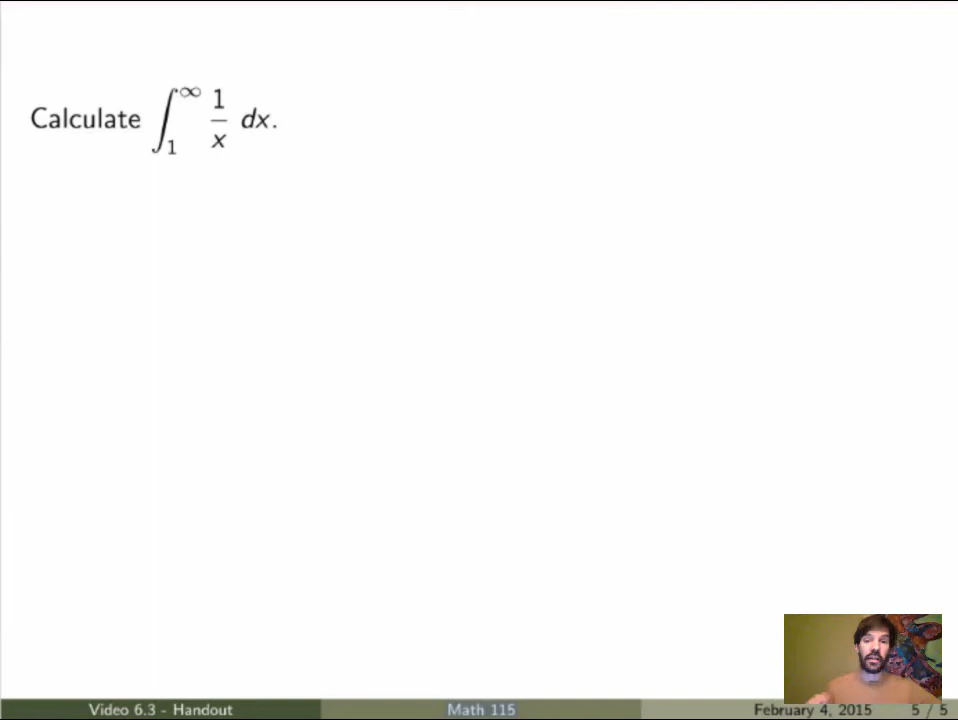 Calculate ∫₁^∞ 1/x dx.
Video 6.3 - Handout Math 115 February 4, 2015 5 / 5